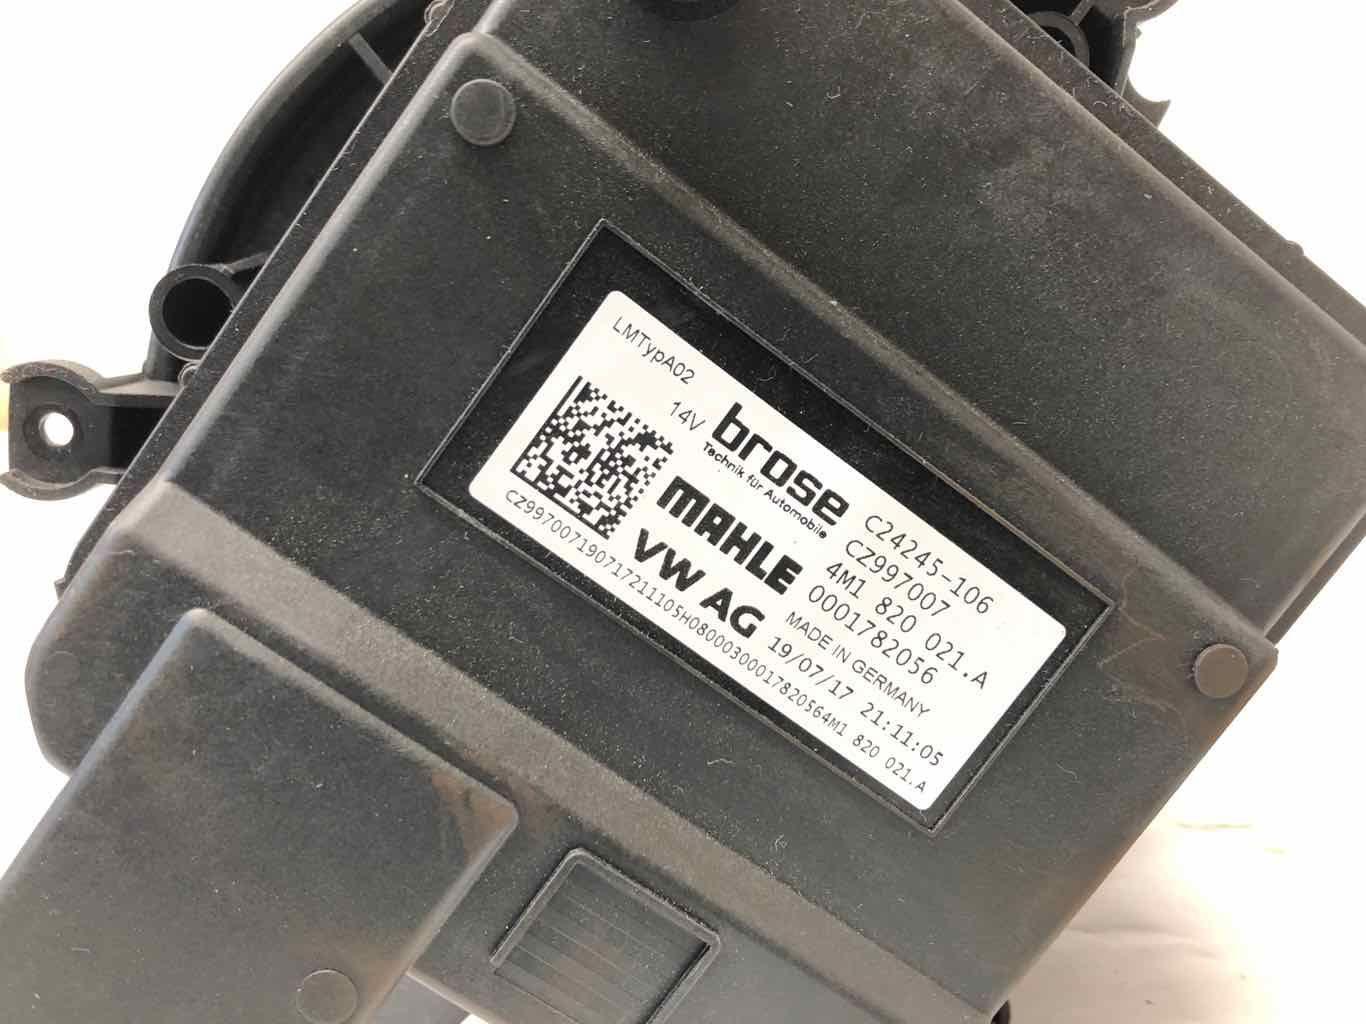 LMTypA02
14V
brose
Technik für Automobile
MAHLE
VW AG
C24245-106
CZ997007
4M1 820 021.A
0001782056
MADE IN GERMANY
19/07/17 21:11:05
CZ997007190717211105H08000300017820564M1 820 021.A